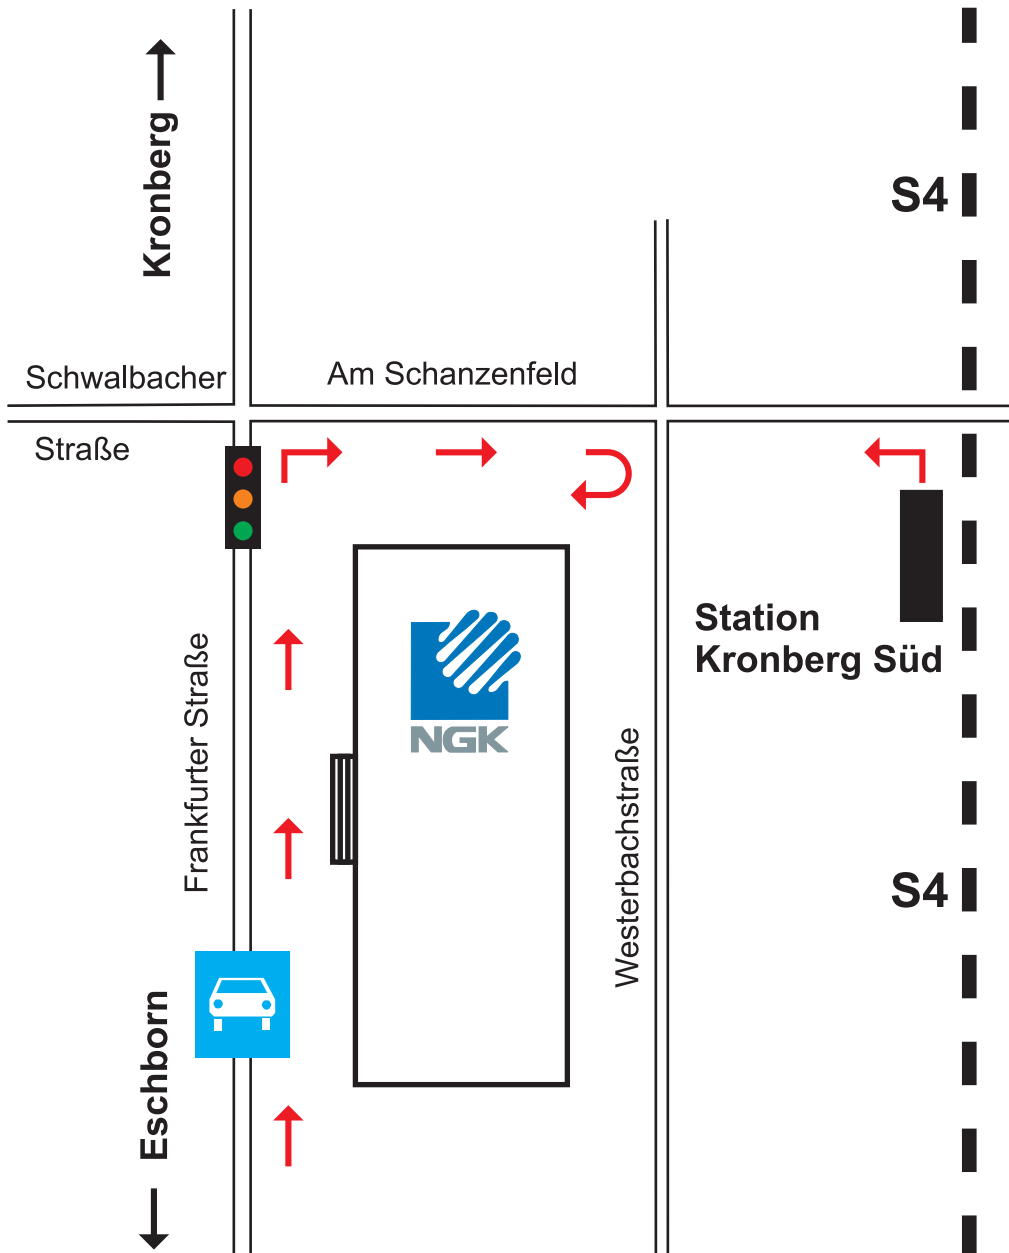 Kronberg
S4
Schwalbacher
Am Schanzenfeld
Straße
Station
Kronberg Süd
Frankfurter Straße
NGK
Westerbachstraße
S4
Eschborn